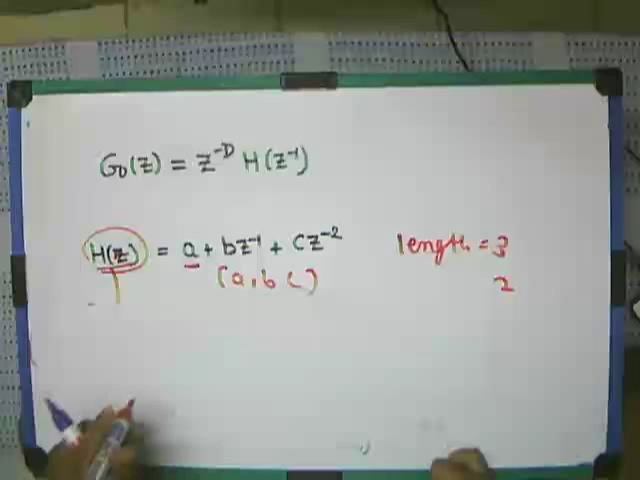 G₀(z) = z⁻ᴰ H(z⁻¹)
H(z) = a + bz⁻¹ + cz⁻² length = 3
(a, b c) 2